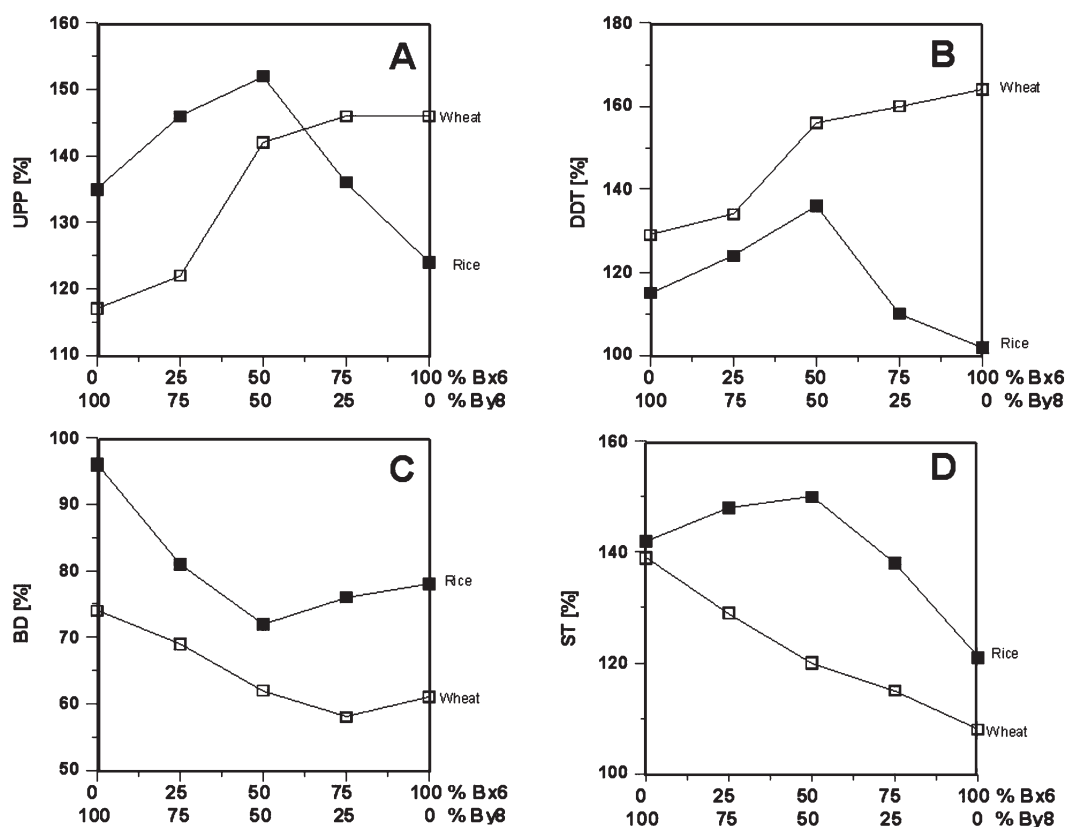 A
UPP [%]
160
150
140
130
120
110
Wheat
Rice
0 25 50 75 100 % Bx6
100 75 50 25 0 % By8
B
DDT [%]
180
160
140
120
100
Wheat
Rice
0 25 50 75 100 % Bx6
100 75 50 25 0 % By8
C
BD [%]
100
90
80
70
60
50
Rice
Wheat
0 25 50 75 100 % Bx6
100 75 50 25 0 % By8
D
ST [%]
160
140
120
100
Rice
Wheat
0 25 50 75 100 % Bx6
100 75 50 25 0 % By8